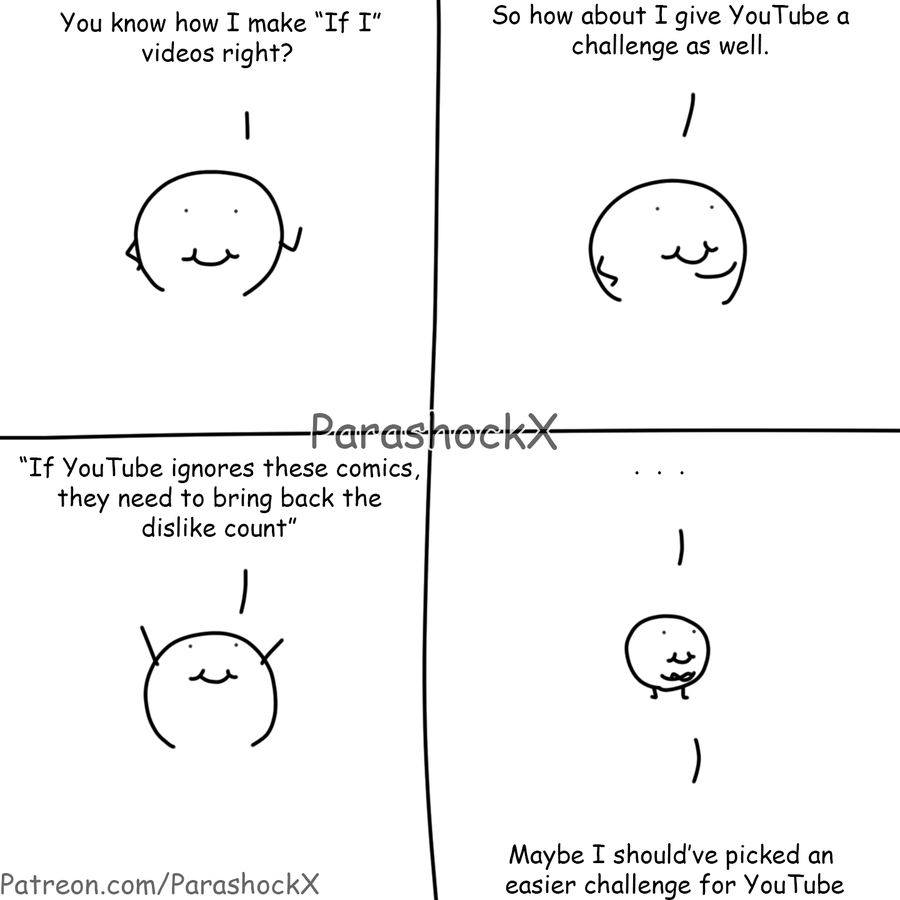 You know how I make “If I”
videos right?
So how about I give YouTube a
challenge as well.
ParashockX
“If YouTube ignores these comics,
they need to bring back the
dislike count”
. . .
Maybe I should’ve picked an
easier challenge for YouTube
Patreon.com/ParashockX